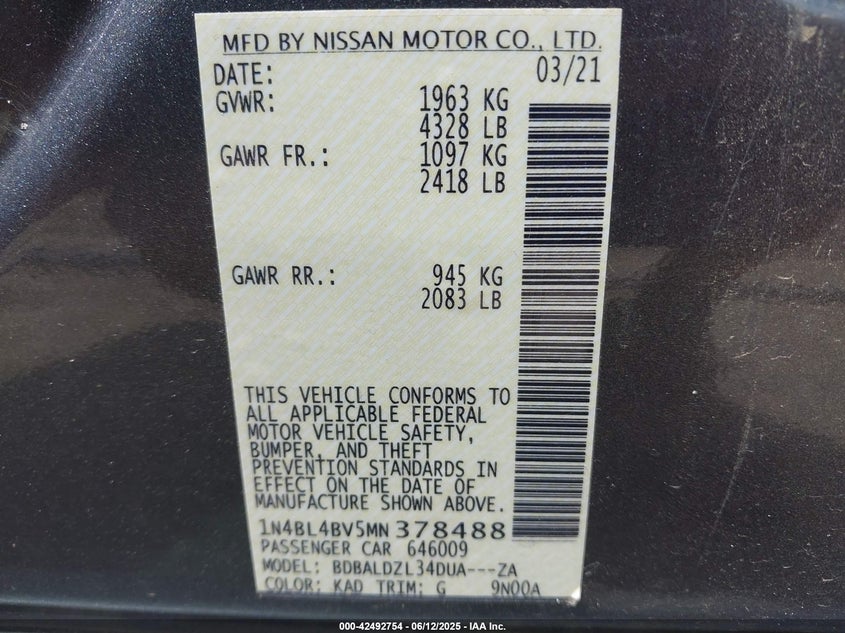 MFD BY NISSAN MOTOR CO., LTD.
DATE: 03/21
GVWR: 1963 KG
4328 LB
GAWR FR.: 1097 KG
2418 LB
GAWR RR.: 945 KG
2083 LB
THIS VEHICLE CONFORMS TO
ALL APPLICABLE FEDERAL
MOTOR VEHICLE SAFETY,
BUMPER, AND THEFT
PREVENTION STANDARDS IN
EFFECT ON THE DATE OF
MANUFACTURE SHOWN ABOVE.
1N4BL4BV5MN378488
PASSENGER CAR 646009
MODEL: BDBALDZL34DUA---ZA
COLOR: KAD TRIM: G 9N00A
000-42492754 - 06/12/2025 - IAA Inc.